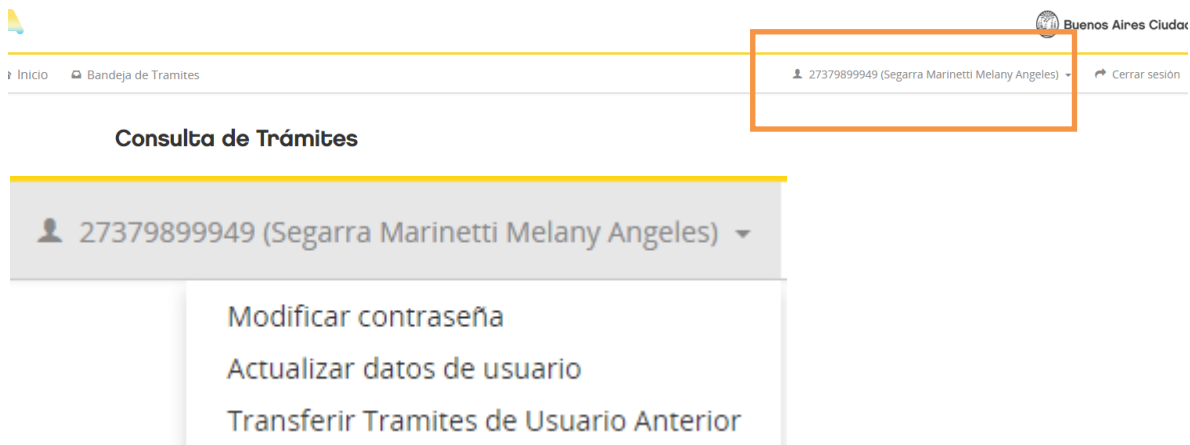 Buenos Aires Ciudad
Inicio Bandeja de Tramites 27379899949 (Segarra Marinetti Melany Angeles) Cerrar sesión
Consulta de Trámites
27379899949 (Segarra Marinetti Melany Angeles)
Modificar contraseña
Actualizar datos de usuario
Transferir Tramites de Usuario Anterior